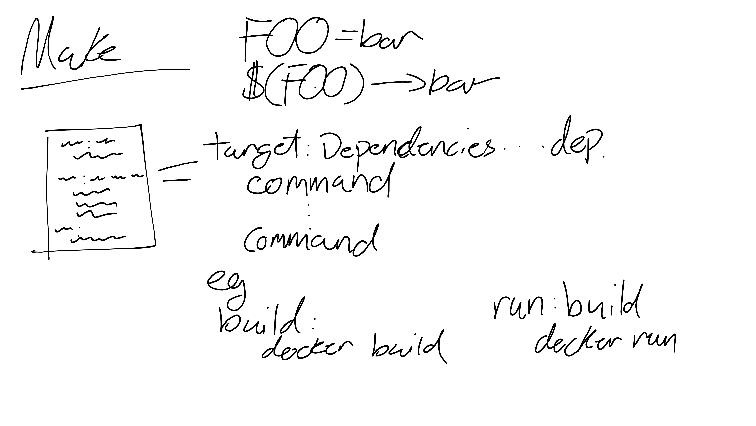 Make
FOO=bar
$(FOO)→bar
target: Dependencies... dep.
command
:
command
eg
build:
docker build
run: build
docker run